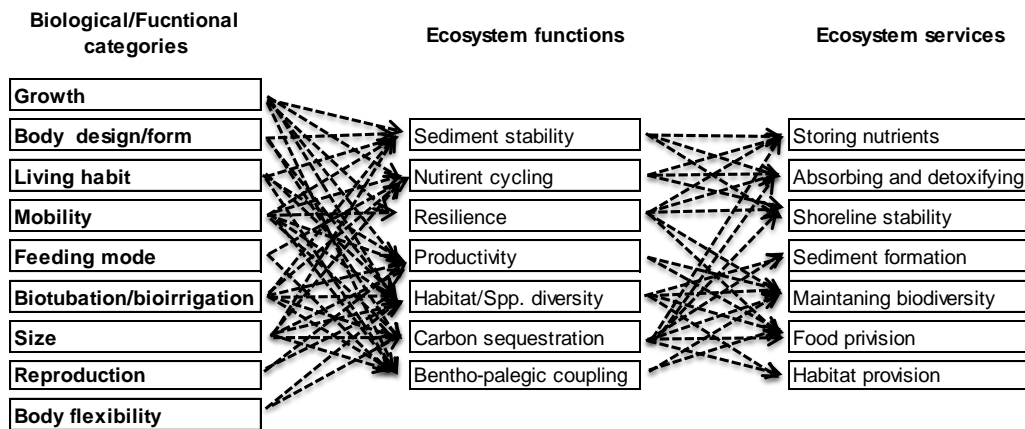 Biological/Fucntional
categories
Ecosystem functions
Ecosystem services
Growth
Body design/form
Living habit
Mobility
Feeding mode
Biotubation/bioirrigation
Size
Reproduction
Body flexibility
Sediment stability
Nutirent cycling
Resilience
Productivity
Habitat/Spp. diversity
Carbon sequestration
Bentho-palegic coupling
Storing nutrients
Absorbing and detoxifying
Shoreline stability
Sediment formation
Maintaning biodiversity
Food privision
Habitat provision